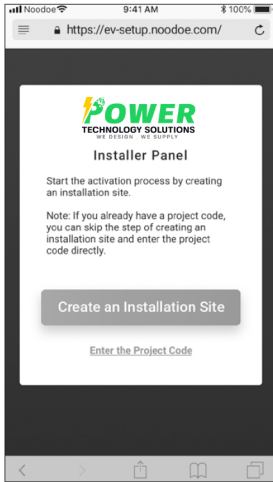 Noodoe 9:41 AM 100%
https://ev-setup.noodoe.com/
POWER
TECHNOLOGY SOLUTIONS
WE DESIGN WE SUPPLY
Installer Panel
Start the activation process by creating
an installation site.
Note: If you already have a project code,
you can skip the step of creating an
installation site and enter the project
code directly.
Create an Installation Site
Enter the Project Code